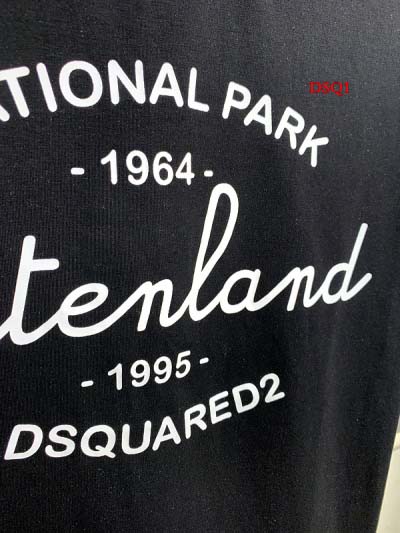 ATIONAL PARK
DSQ1
- 1964 -
tenland
- 1995 -
DSQUARED2